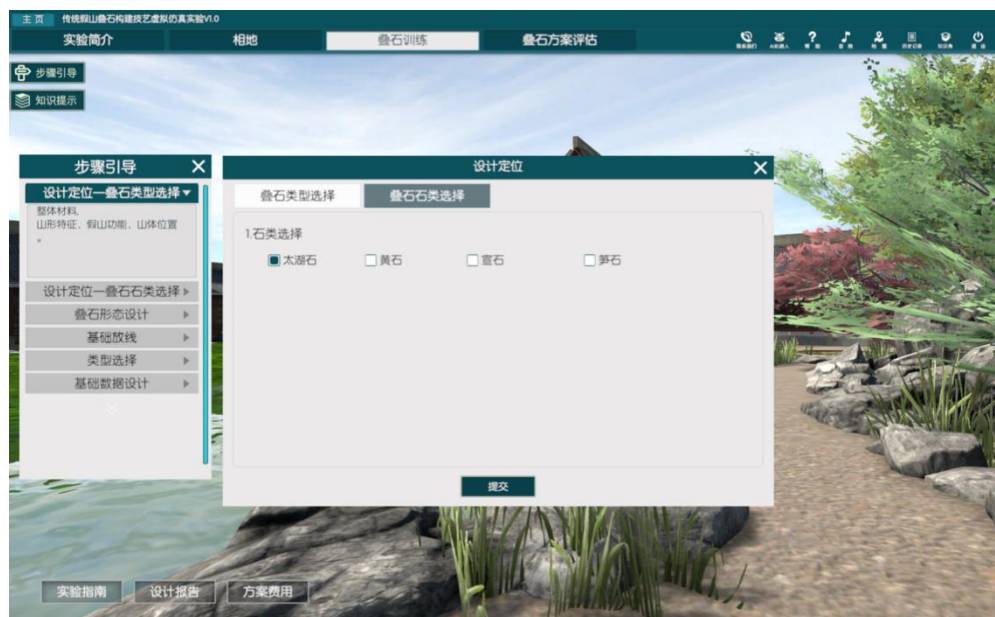 主页 传统假山叠石构建技艺虚拟仿真实验V1.0
实验简介 相地 叠石训练 叠石方案评估
步骤引导
知识提示
步骤引导
设计定位—叠石类型选择
整体材料,
山形特征、假山功能、山体位置
。
设计定位—叠石石类选择
叠石形态设计
基础放线
类型选择
基础数据设计
设计定位
叠石类型选择 叠石石类选择
1.石类选择
太湖石 黄石 宣石 笋石
提交
实验指南 设计报告 方案费用